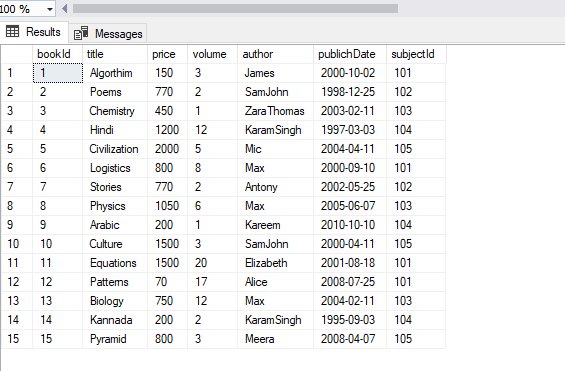 100 %
Results Messages
bookId title price volume author publichDate subjectId
1 1 Algorthim 150 3 James 2000-10-02 101
2 2 Poems 770 2 SamJohn 1998-12-25 102
3 3 Chemistry 450 1 ZaraThomas 2003-02-11 103
4 4 Hindi 1200 12 KaramSingh 1997-03-03 104
5 5 Civilization 2000 5 Mic 2004-04-11 105
6 6 Logistics 800 8 Max 2000-09-10 101
7 7 Stories 770 2 Antony 2002-05-25 102
8 8 Physics 1050 6 Max 2005-06-07 103
9 9 Arabic 200 1 Kareem 2010-10-10 104
10 10 Culture 1500 3 SamJohn 2000-04-11 105
11 11 Equations 1500 20 Elizabeth 2001-08-18 101
12 12 Patterns 70 17 Alice 2008-07-25 101
13 13 Biology 750 12 Max 2004-02-11 103
14 14 Kannada 200 2 KaramSingh 1995-09-03 104
15 15 Pyramid 800 3 Meera 2008-04-07 105